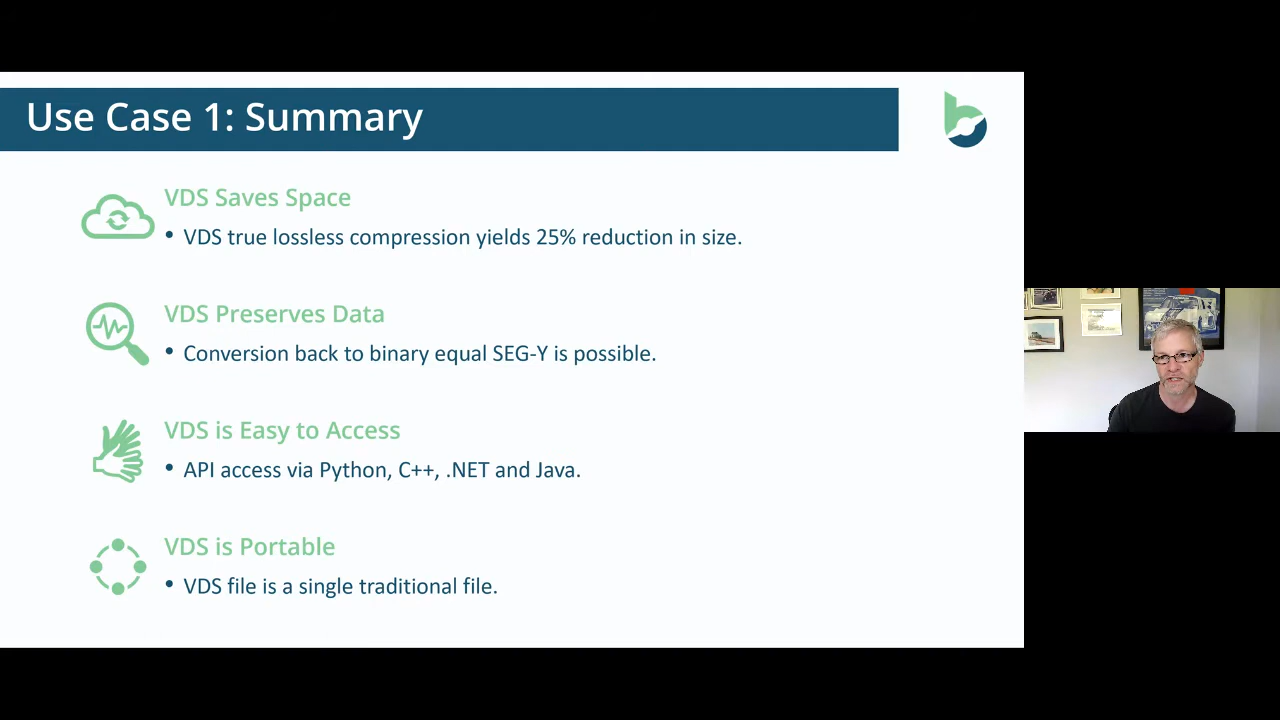 Use Case 1: Summary
VDS Saves Space
• VDS true lossless compression yields 25% reduction in size.
VDS Preserves Data
• Conversion back to binary equal SEG-Y is possible.
VDS is Easy to Access
• API access via Python, C++, .NET and Java.
VDS is Portable
• VDS file is a single traditional file.